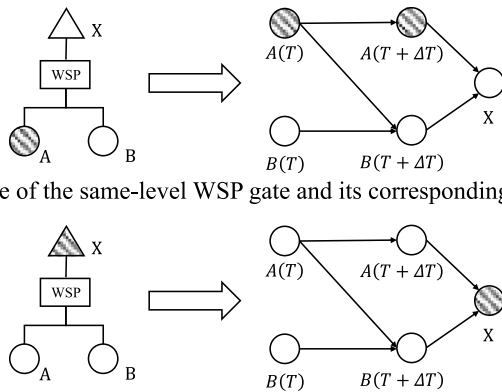 X
WSP
A
B
A(T)
A(T + ΔT)
X
B(T)
B(T + ΔT)
e of the same-level WSP gate and its corresponding
X
WSP
A
B
A(T)
A(T + ΔT)
X
B(T)
B(T + ΔT)